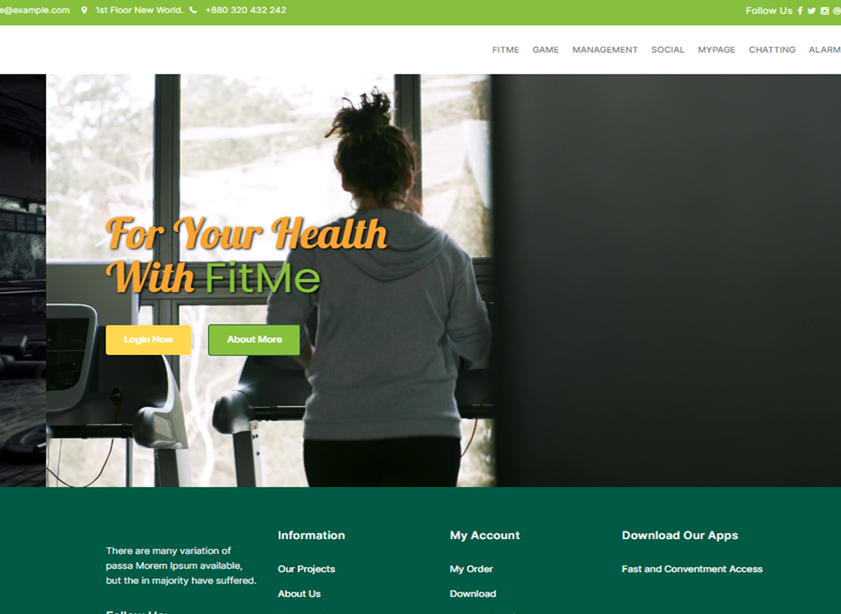 e@example.com 1st Floor New World. +880 320 432 242 Follow Us
FITME GAME MANAGEMENT SOCIAL MYPAGE CHATTING ALARM
For Your Health
With FitMe
Login Now About More
Information My Account Download Our Apps
There are many variation of
passa Morem Ipsum available,
but the in majority have suffered.
Our Projects My Order Fast and Conventment Access
About Us Download
Follow Us: